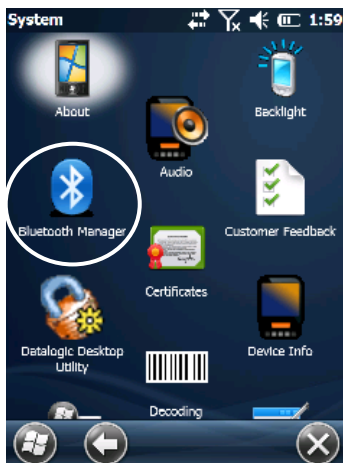 System 1:59
About
Backlight
Audio
Bluetooth Manager
Customer Feedback
Certificates
Datalogic Desktop
Utility
Device Info
Decoding